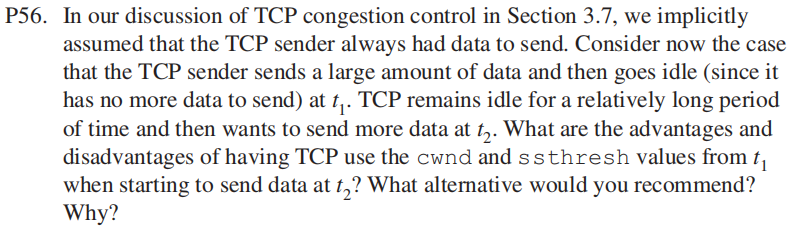 P56. In our discussion of TCP congestion control in Section 3.7, we implicitly
assumed that the TCP sender always had data to send. Consider now the case
that the TCP sender sends a large amount of data and then goes idle (since it
has no more data to send) at t₁. TCP remains idle for a relatively long period
of time and then wants to send more data at t₂. What are the advantages and
disadvantages of having TCP use the cwnd and ssthresh values from t₁
when starting to send data at t₂? What alternative would you recommend?
Why?